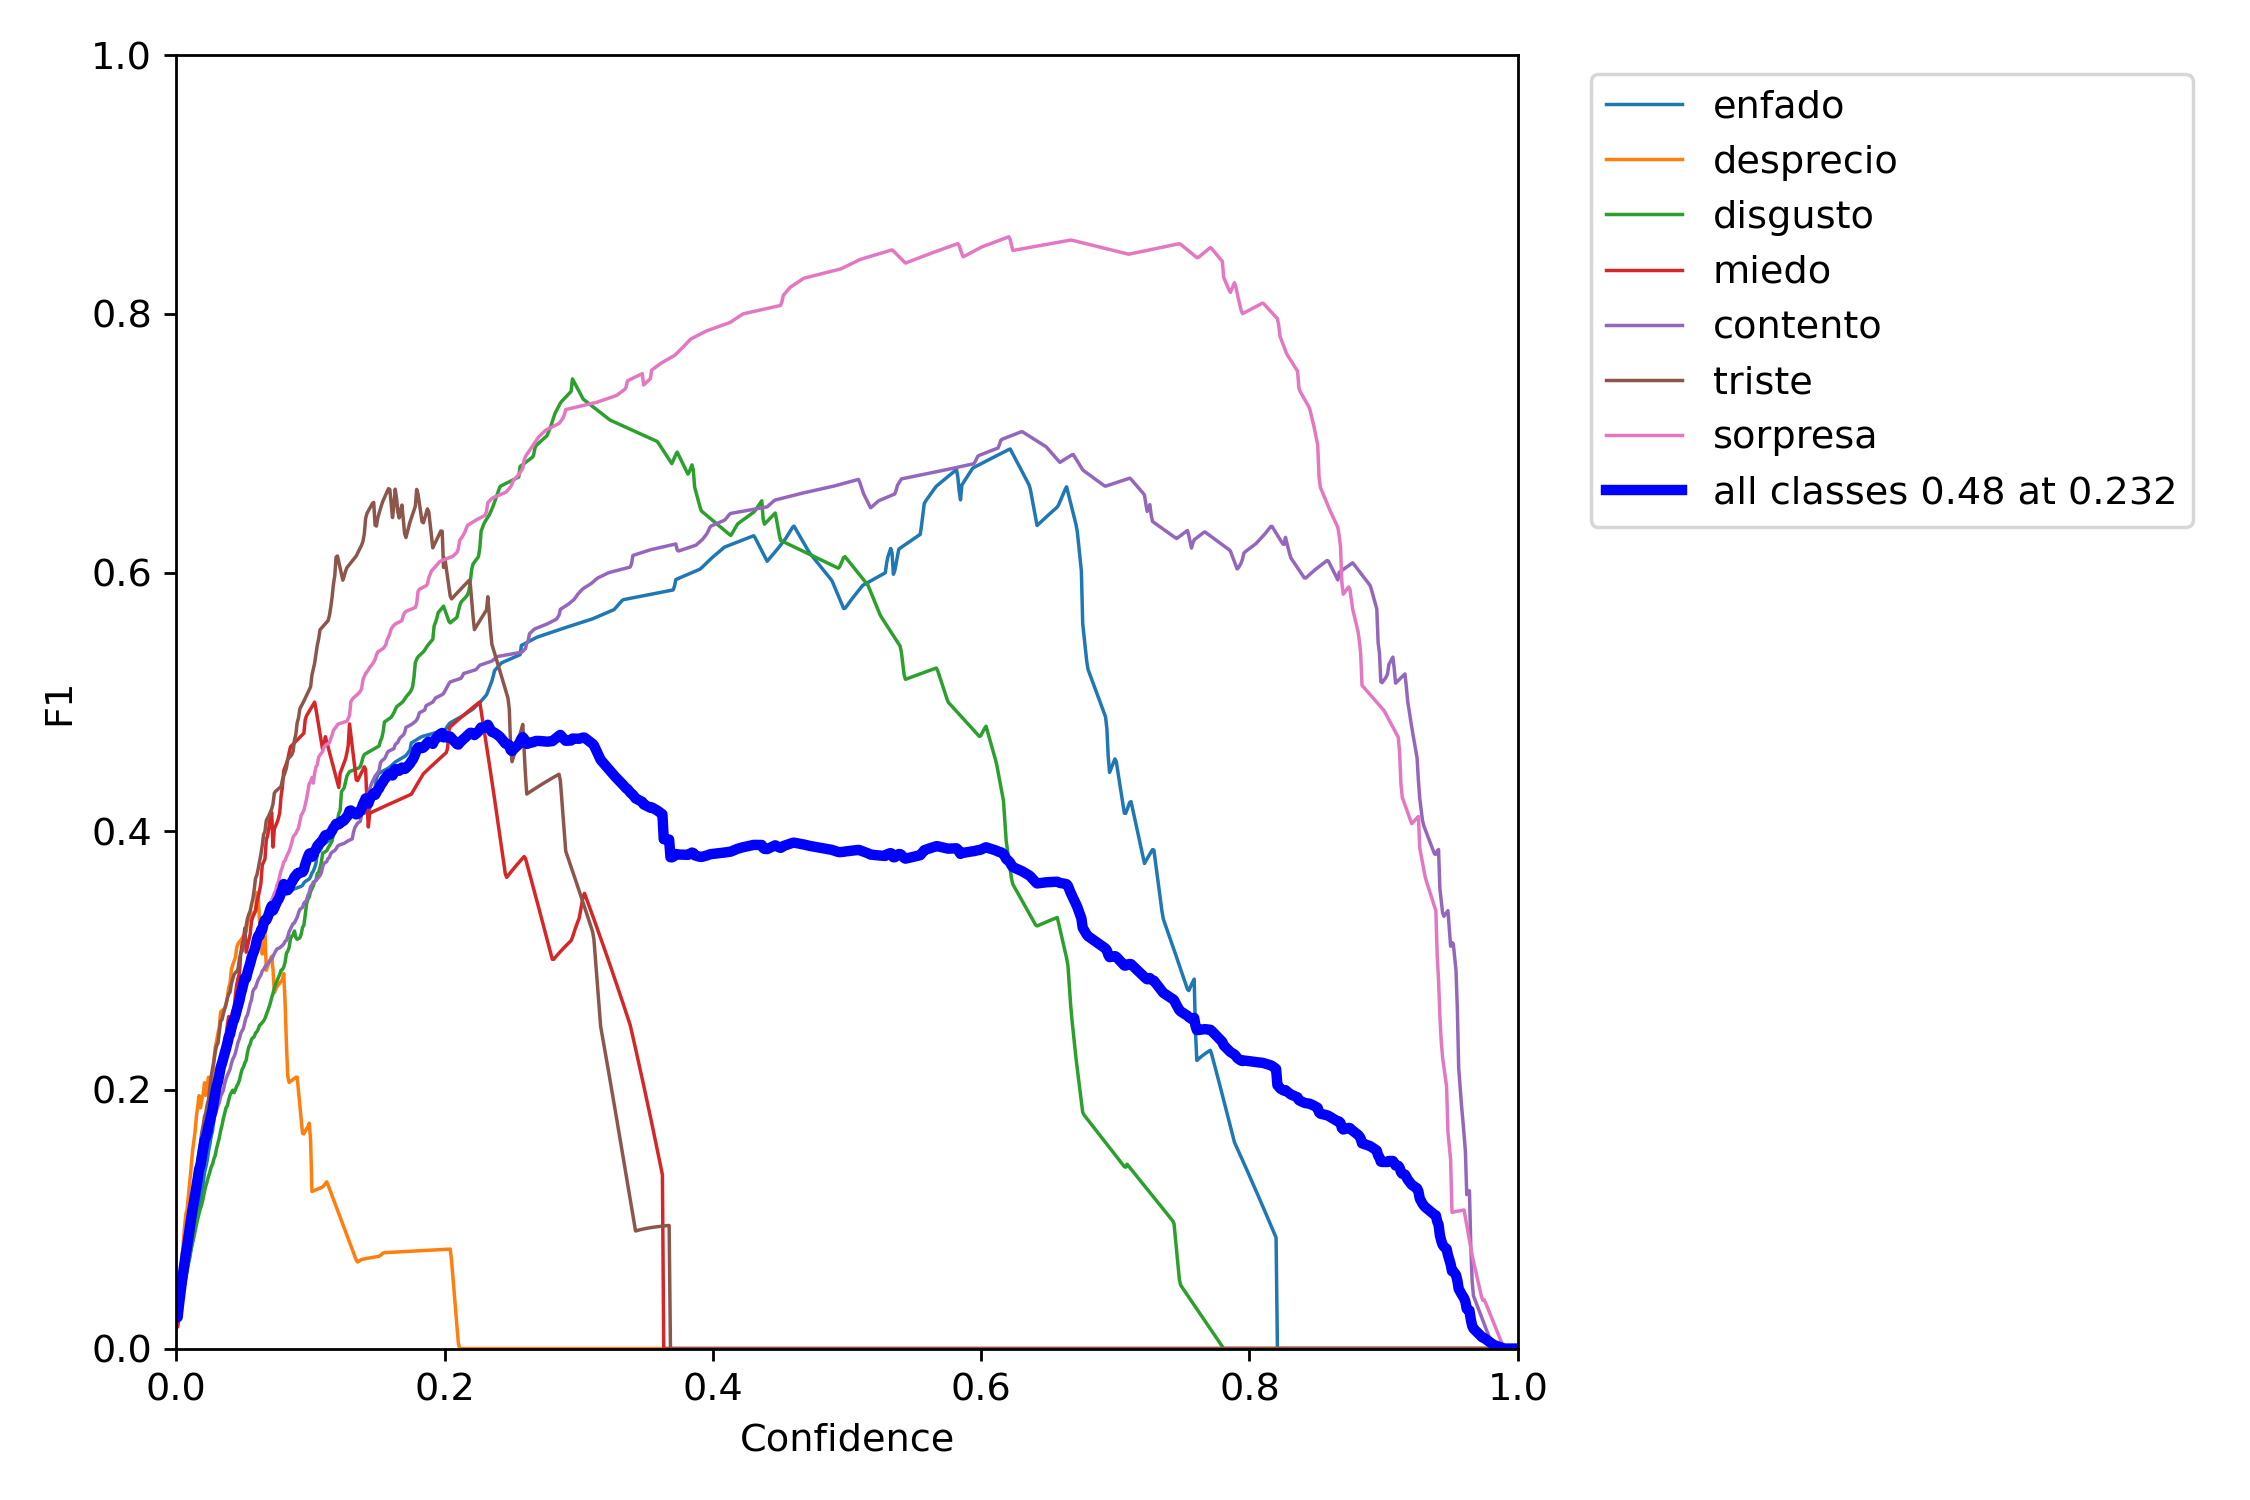 1.0
0.8
0.6
0.4
0.2
0.0
F1
0.0 0.2 0.4 0.6 0.8 1.0
Confidence
enfado
desprecio
disgusto
miedo
contento
triste
sorpresa
all classes 0.48 at 0.232